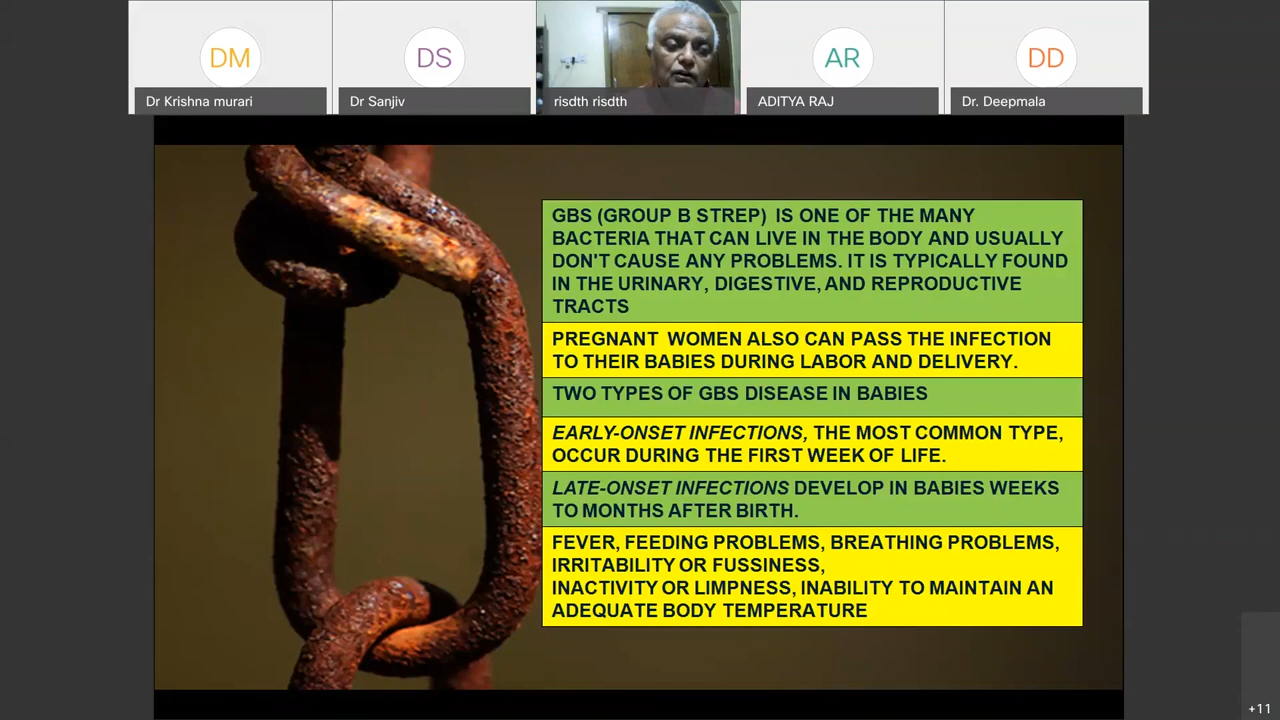 DM
DS
AR
DD
Dr Krishna murari
Dr Sanjiv
risdth risdth
ADITYA RAJ
Dr. Deepmala
GBS (GROUP B STREP) IS ONE OF THE MANY
BACTERIA THAT CAN LIVE IN THE BODY AND USUALLY
DON'T CAUSE ANY PROBLEMS. IT IS TYPICALLY FOUND
IN THE URINARY, DIGESTIVE, AND REPRODUCTIVE
TRACTS
PREGNANT WOMEN ALSO CAN PASS THE INFECTION
TO THEIR BABIES DURING LABOR AND DELIVERY.
TWO TYPES OF GBS DISEASE IN BABIES
EARLY-ONSET INFECTIONS, THE MOST COMMON TYPE,
OCCUR DURING THE FIRST WEEK OF LIFE.
LATE-ONSET INFECTIONS DEVELOP IN BABIES WEEKS
TO MONTHS AFTER BIRTH.
FEVER, FEEDING PROBLEMS, BREATHING PROBLEMS,
IRRITABILITY OR FUSSINESS,
INACTIVITY OR LIMPNESS, INABILITY TO MAINTAIN AN
ADEQUATE BODY TEMPERATURE
+11